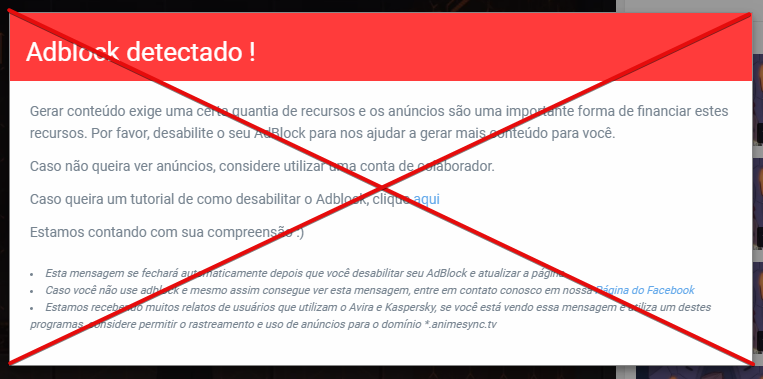 Adblock detectado !
Gerar conteúdo exige uma certa quantia de recursos e os anúncios são uma importante forma de financiar estes
recursos. Por favor, desabilite o seu AdBlock para nos ajudar a gerar mais conteúdo para você.
Caso não queira ver anúncios, considere utilizar uma conta de colaborador.
Caso queira um tutorial de como desabilitar o Adblock, clique aqui
Estamos contando com sua compreensão :)
• Esta mensagem se fechará automaticamente depois que você desabilitar seu AdBlock e atualizar a página
• Caso você não use adblock e mesmo assim consegue ver esta mensagem, entre em contato conosco em nossa Página do Facebook
• Estamos recebendo muitos relatos de usuários que utilizam o Avira e Kaspersky, se você está vendo essa mensagem e utiliza um destes
programas, considere permitir o rastreamento e uso de anúncios para o domínio *.animesync.tv